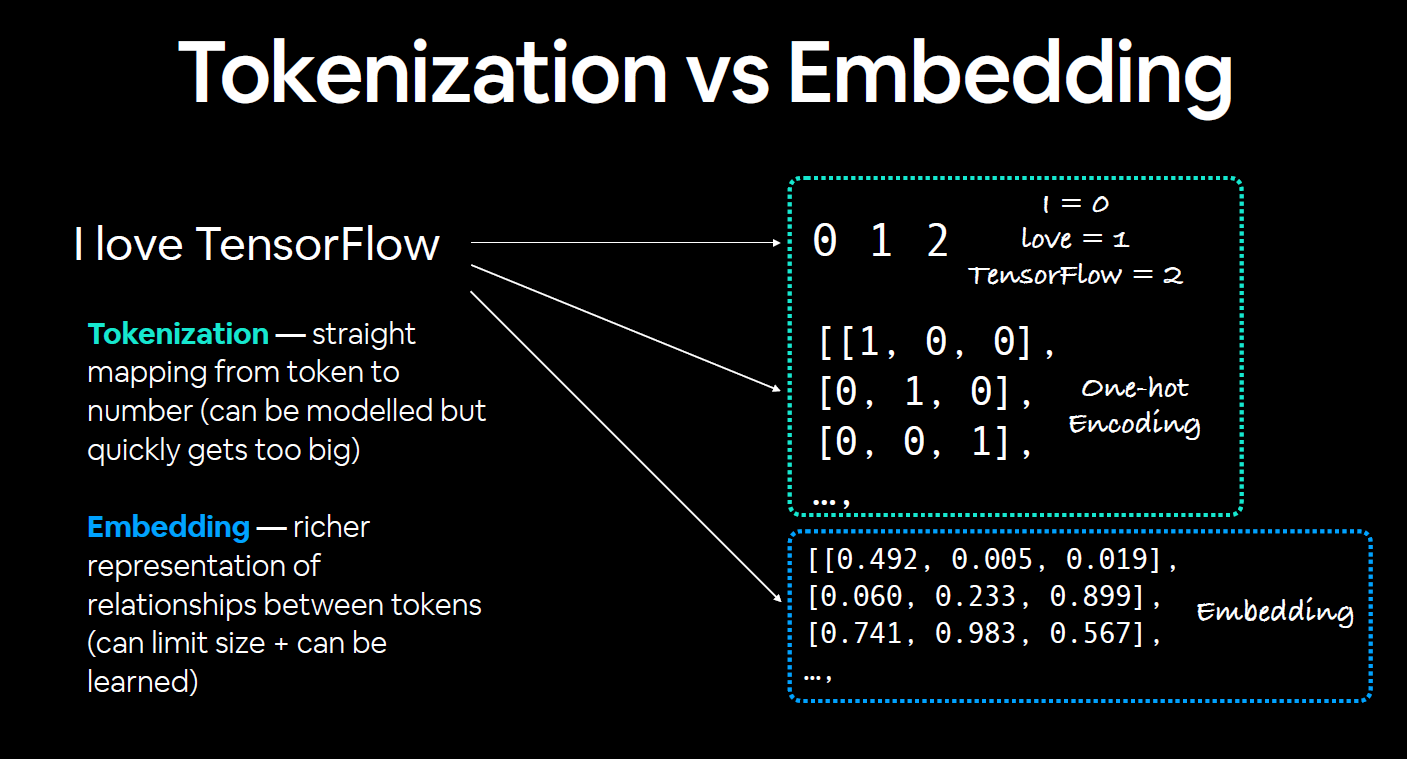 Tokenization vs Embedding
I love TensorFlow
Tokenization — straight
mapping from token to
number (can be modelled but
quickly gets too big)
Embedding — richer
representation of
relationships between tokens
(can limit size + can be
learned)
0 1 2
I = 0
love = 1
TensorFlow = 2
[[1, 0, 0],
[0, 1, 0],
[0, 0, 1],
…,
One-hot
Encoding
[[0.492, 0.005, 0.019],
[0.060, 0.233, 0.899],
[0.741, 0.983, 0.567],
…,
Embedding